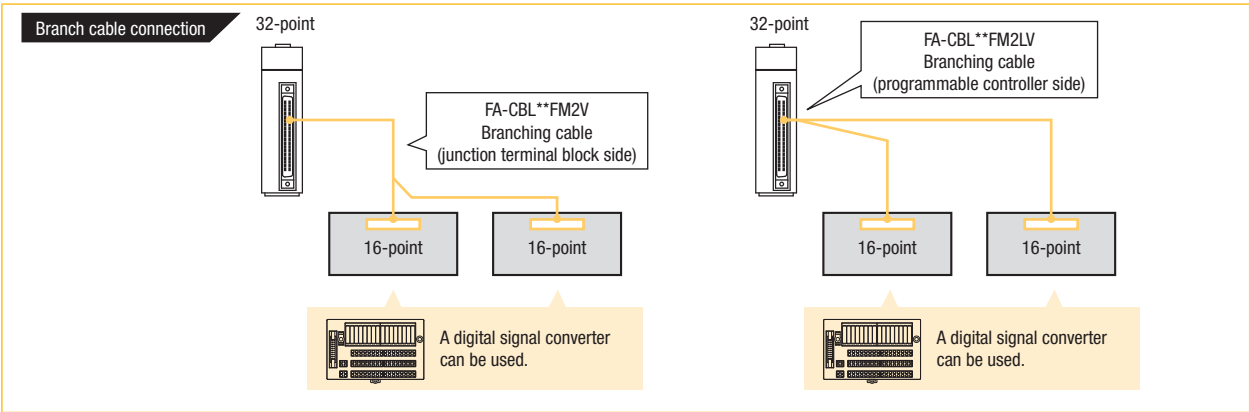 Branch cable connection
32-point
FA-CBL**FM2V
Branching cable
(junction terminal block side)
16-point
16-point
A digital signal converter
can be used.
32-point
FA-CBL**FM2LV
Branching cable
(programmable controller side)
16-point
16-point
A digital signal converter
can be used.